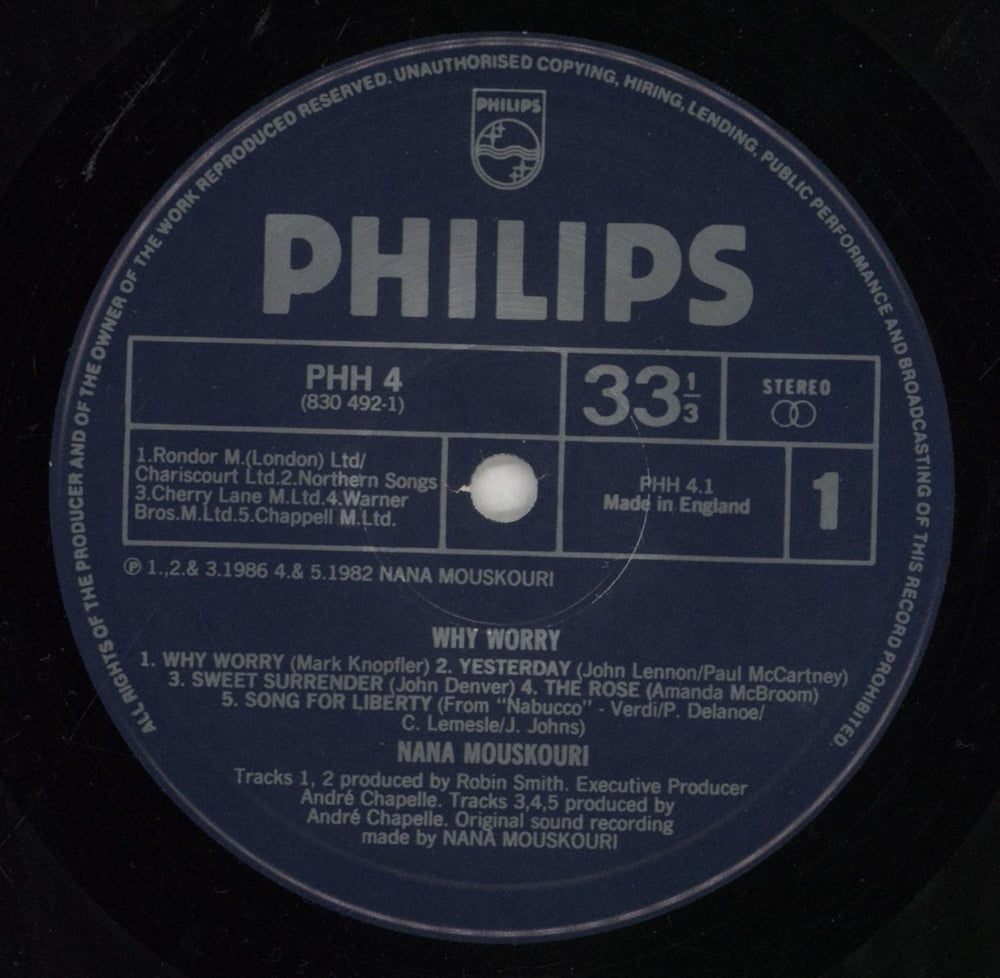 ALL RIGHTS OF THE PRODUCER AND OF THE OWNER OF THE WORK REPRODUCED RESERVED. UNAUTHORISED COPYING, HIRING, LENDING, PUBLIC PERFORMANCE AND BROADCASTING OF THIS RECORD PROHIBITED.
PHILIPS
PHILIPS
PHH 4
(830 492-1)
33 1/3
STEREO
1.Rondor M.(London) Ltd/
Chariscourt Ltd.2.Northern Songs
3.Cherry Lane M.Ltd.4.Warner
Bros.M.Ltd.5.Chappell M.Ltd.
PHH 4.1
Made in England
1
℗ 1.,2.& 3.1986 4.& 5.1982 NANA MOUSKOURI
WHY WORRY
1. WHY WORRY (Mark Knopfler) 2. YESTERDAY (John Lennon/Paul McCartney)
3. SWEET SURRENDER (John Denver) 4. THE ROSE (Amanda McBroom)
5. SONG FOR LIBERTY (From "Nabucco" - Verdi/P. Delanoe/
C. Lemesle/J. Johns)
NANA MOUSKOURI
Tracks 1, 2 produced by Robin Smith. Executive Producer
André Chapelle. Tracks 3,4,5 produced by
André Chapelle. Original sound recording
made by NANA MOUSKOURI